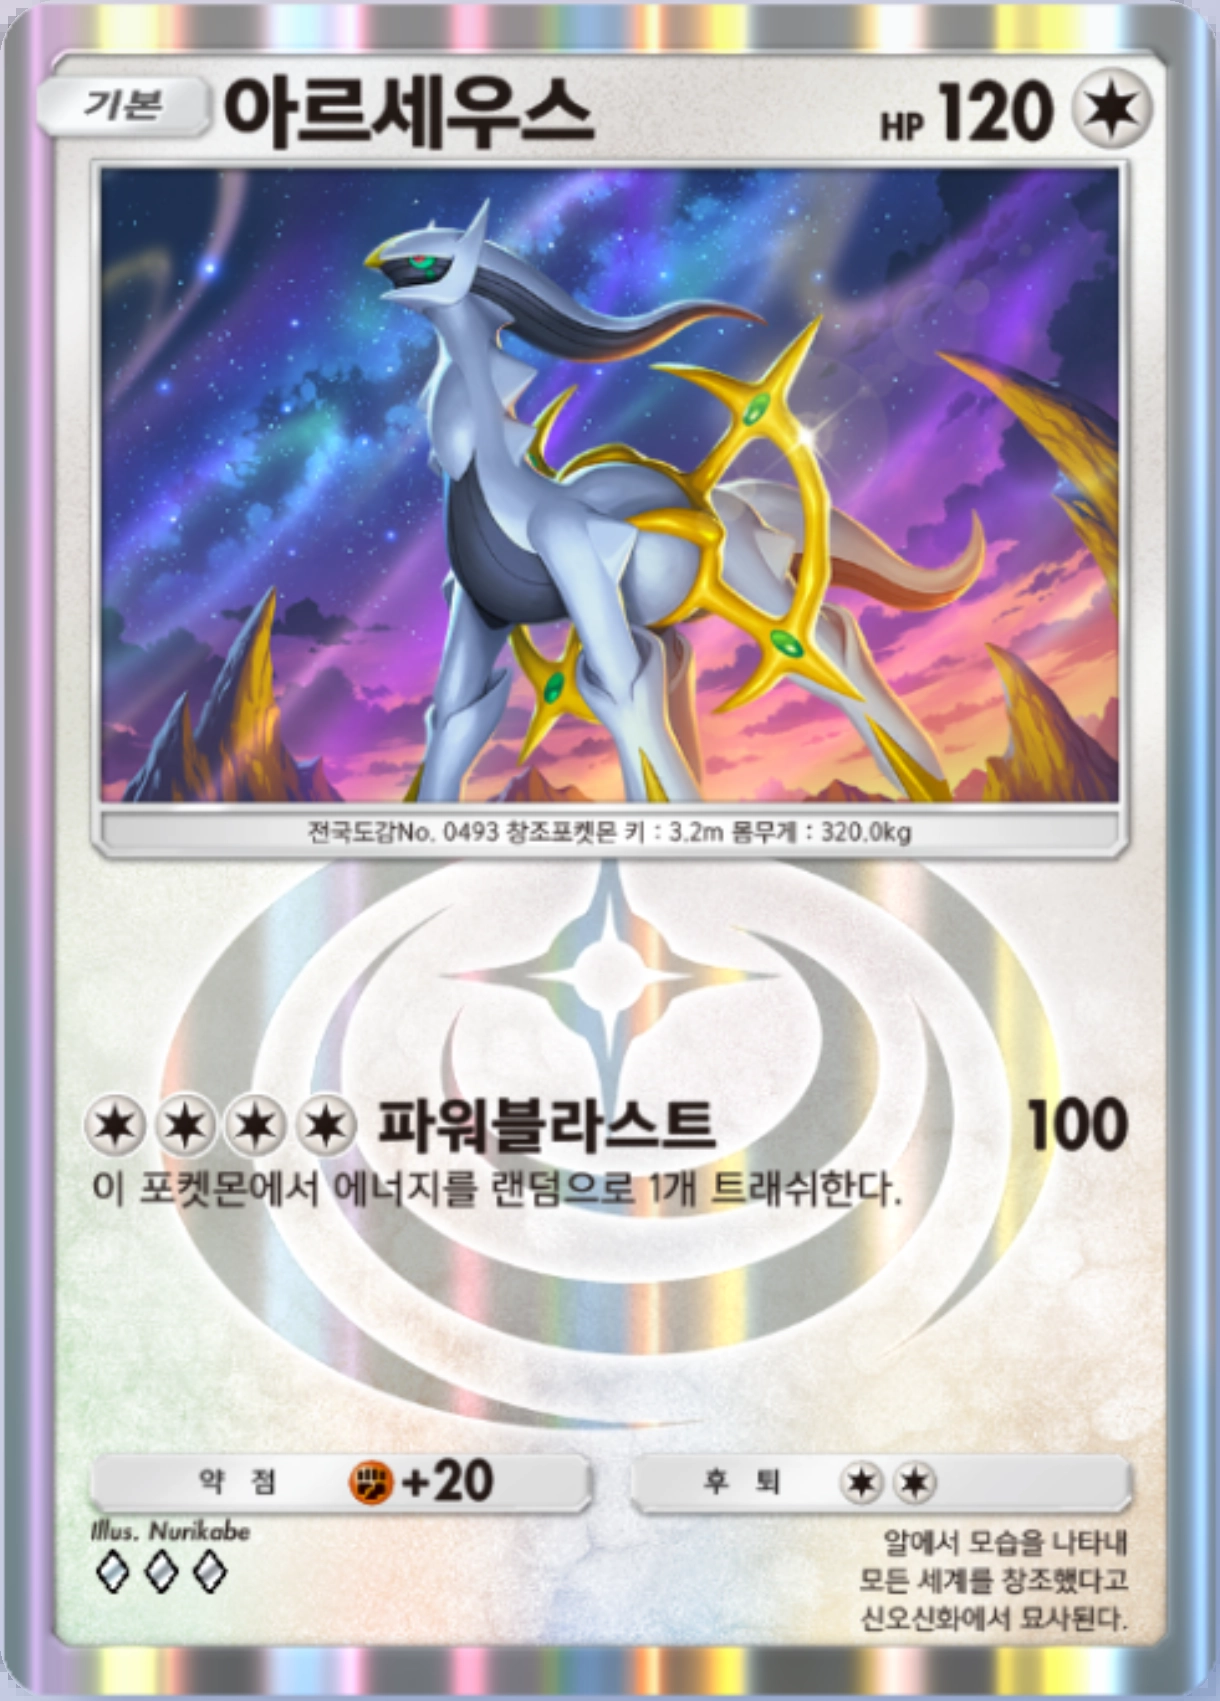 기본 아르세우스 HP 120
전국도감No. 0493 창조포켓몬 키 : 3.2m 몸무게 : 320.0kg
파워블라스트 100
이 포켓몬에서 에너지를 랜덤으로 1개 트래쉬한다.
약 점 +20 후 퇴
Illus. Nurikabe
알에서 모습을 나타내
모든 세계를 창조했다고
신오신화에서 묘사된다.